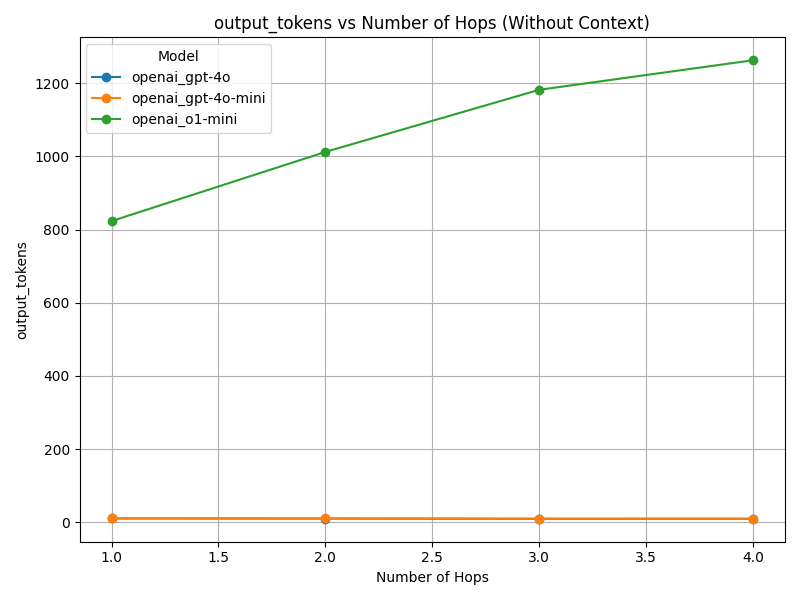 output_tokens vs Number of Hops (Without Context)
Model
openai_gpt-4o
openai_gpt-4o-mini
openai_o1-mini
output_tokens
1200
1000
800
600
400
200
0
1.0 1.5 2.0 2.5 3.0 3.5 4.0
Number of Hops